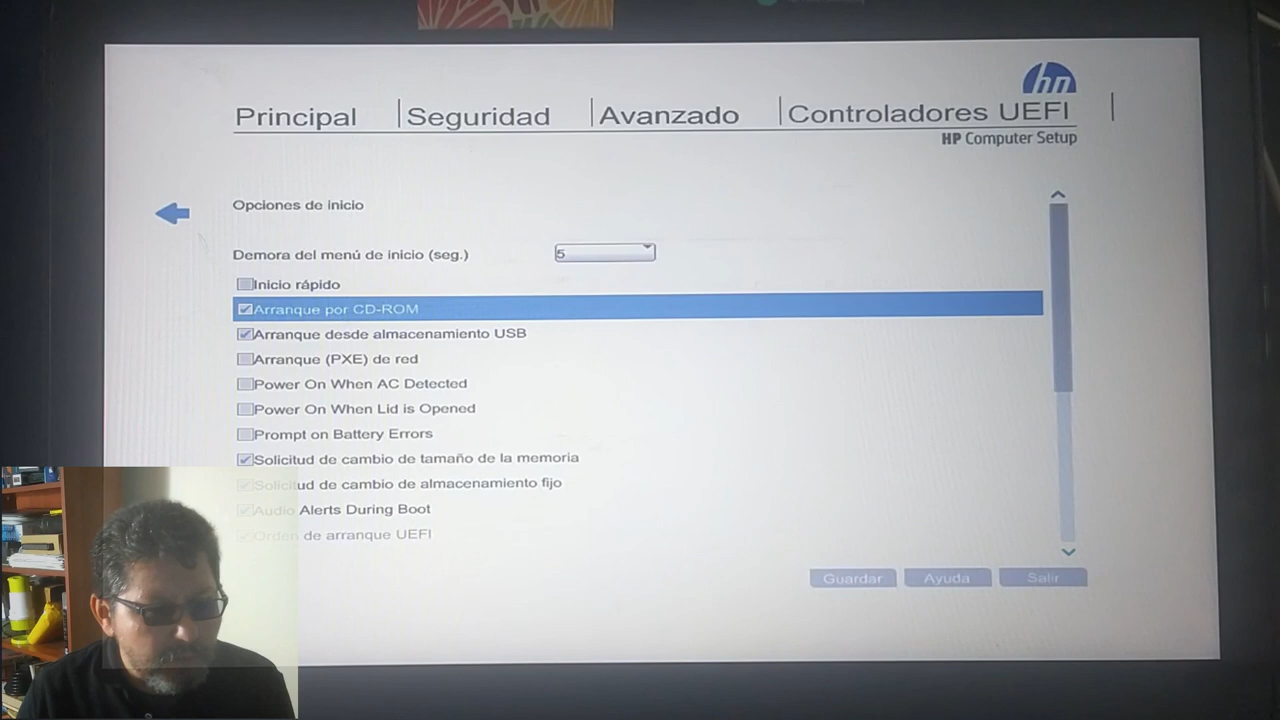 hp
Principal
Seguridad
Avanzado
Controladores UEFI
HP Computer Setup
Opciones de inicio
Demora del menú de inicio (seg.)
5
Inicio rápido
Arranque por CD-ROM
Arranque desde almacenamiento USB
Arranque (PXE) de red
Power On When AC Detected
Power On When Lid is Opened
Prompt on Battery Errors
Solicitud de cambio de tamaño de la memoria
Solicitud de cambio de almacenamiento fijo
Audio Alerts During Boot
Orden de arranque UEFI
Guardar
Ayuda
Salir